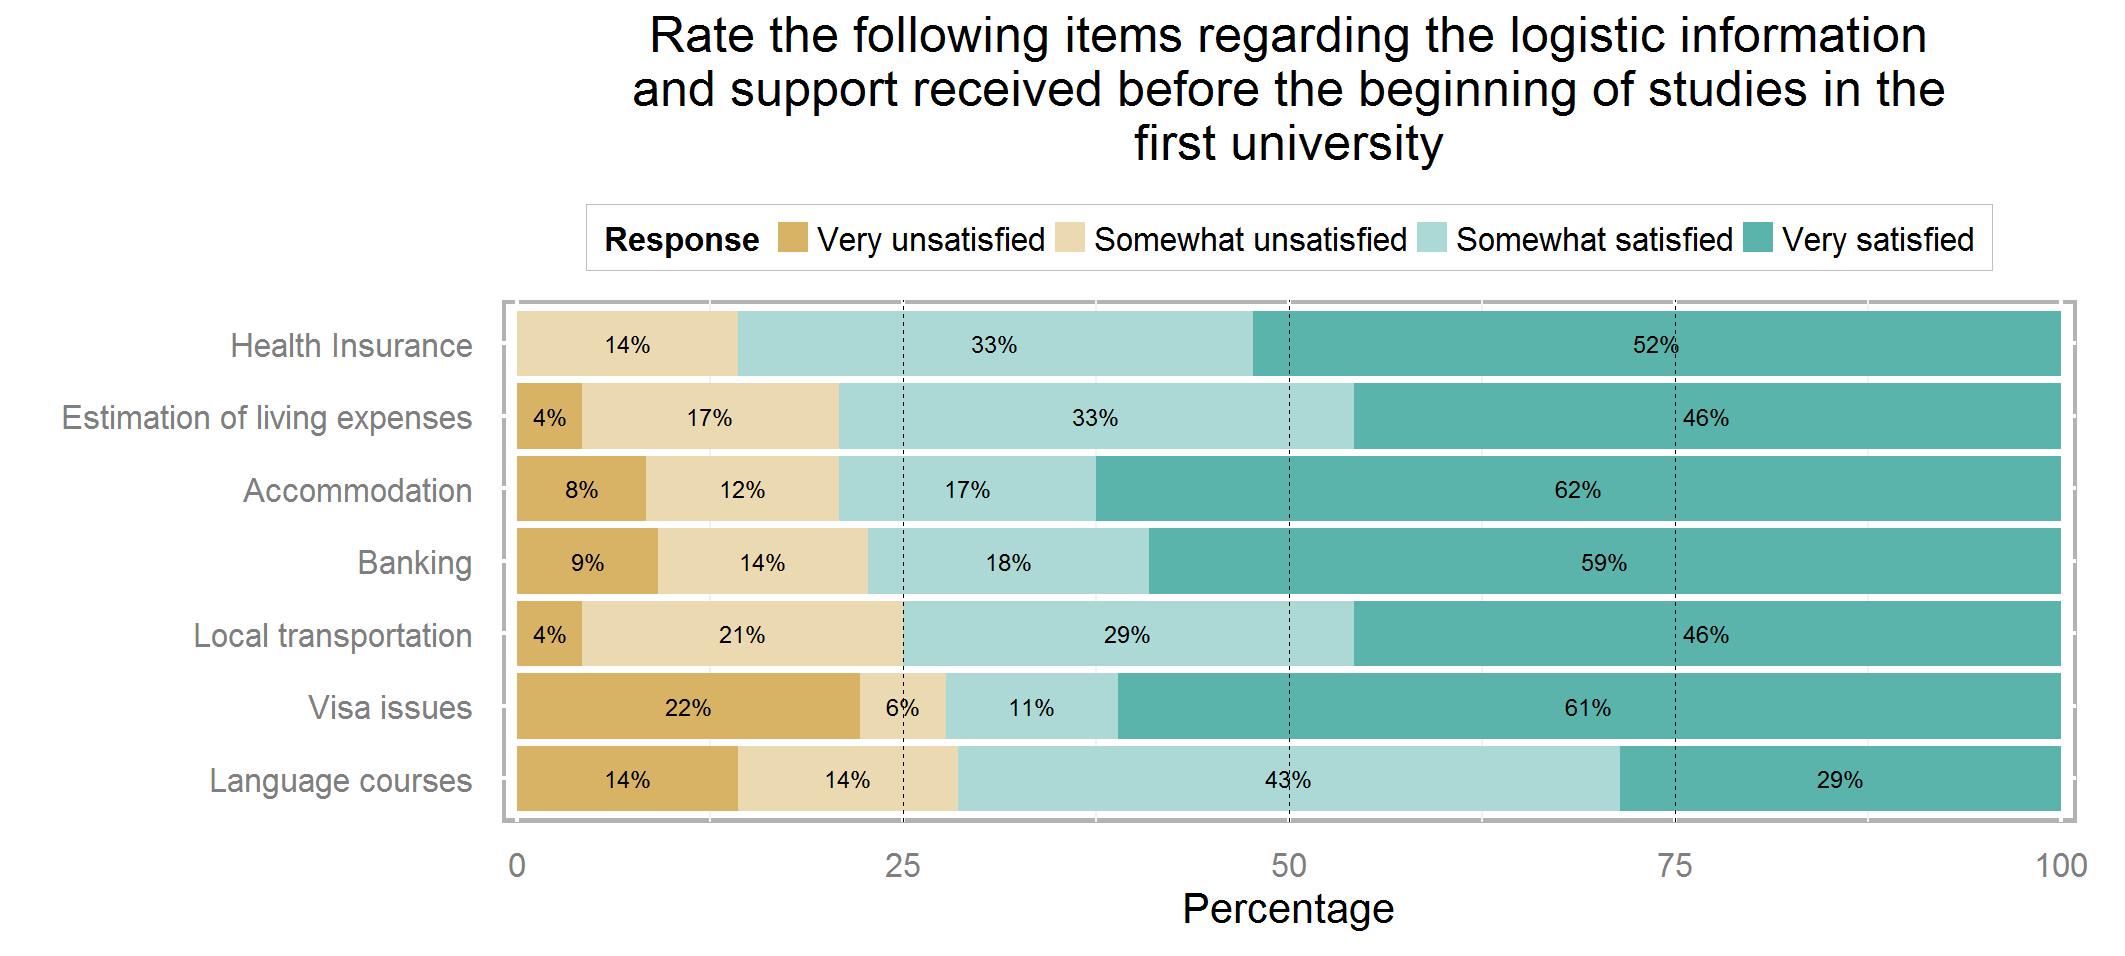 Rate the following items regarding the logistic information
and support received before the beginning of studies in the
first university
Response Very unsatisfied Somewhat unsatisfied Somewhat satisfied Very satisfied
Health Insurance 14% 33% 52%
Estimation of living expenses 4% 17% 33% 46%
Accommodation 8% 12% 17% 62%
Banking 9% 14% 18% 59%
Local transportation 4% 21% 29% 46%
Visa issues 22% 6% 11% 61%
Language courses 14% 14% 43% 29%
0 25 50 75 100
Percentage